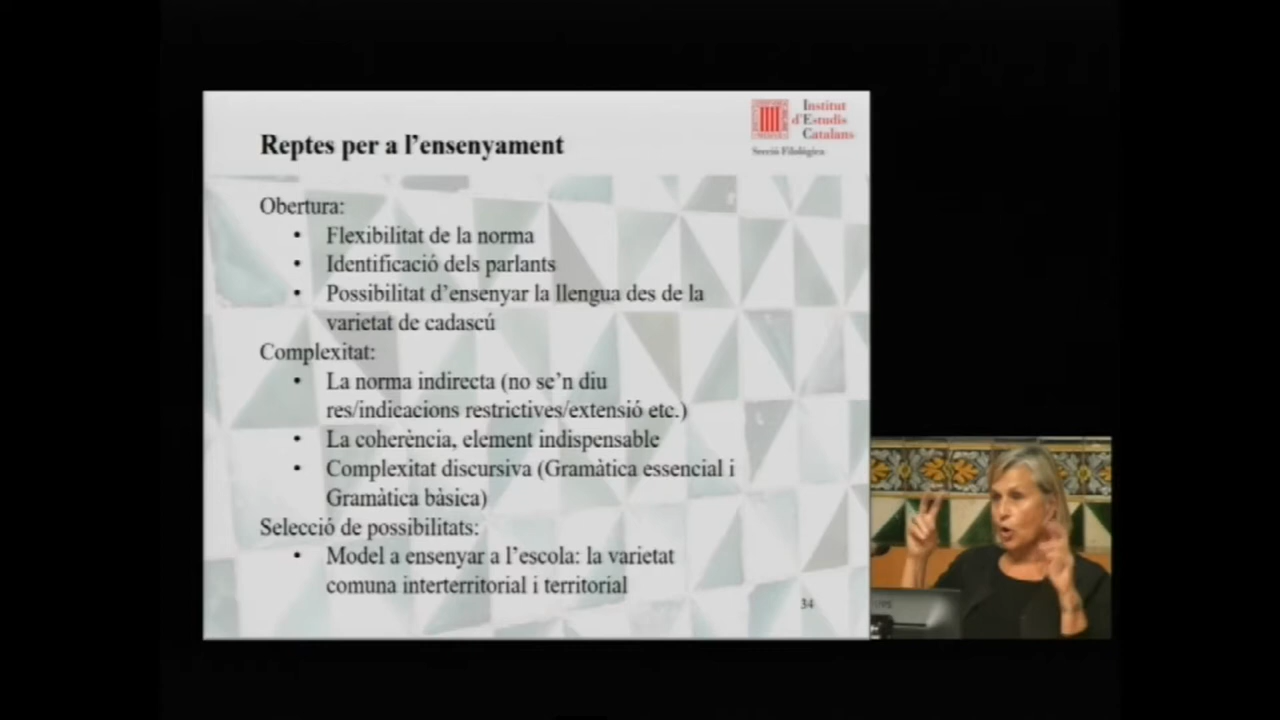 Institut
d'Estudis
Catalans
Secció Filològica
Reptes per a l'ensenyament
Obertura:
• Flexibilitat de la norma
• Identificació dels parlants
• Possibilitat d'ensenyar la llengua des de la
varietat de cadascú
Complexitat:
• La norma indirecta (no se'n diu
res/indicacions restrictives/extensió etc.)
• La coherència, element indispensable
• Complexitat discursiva (Gramàtica essencial i
Gramàtica bàsica)
Selecció de possibilitats:
• Model a ensenyar a l'escola: la varietat
comuna interterritorial i territorial
34